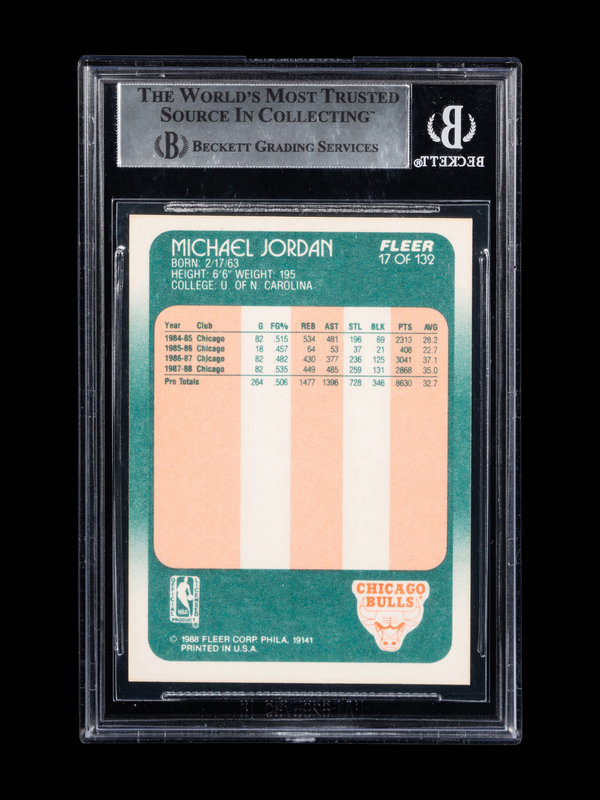 THE WORLD'S MOST TRUSTED
SOURCE IN COLLECTING™
B BECKETT GRADING SERVICES
B
BECKETT®
MICHAEL JORDAN
BORN: 2/17/63
HEIGHT: 6'6" WEIGHT: 195
COLLEGE: U. OF N. CAROLINA
FLEER
17 OF 132
Year Club G FG% REB AST STL BLK PTS AVG
1984-85 Chicago 82 .515 534 481 196 69 2313 28.2
1985-86 Chicago 18 .457 64 53 37 21 408 22.7
1986-87 Chicago 82 .482 430 377 236 125 3041 37.1
1987-88 Chicago 82 .535 449 485 259 131 2868 35.0
Pro Totals 264 .506 1477 1396 728 346 8630 32.7
NBA
PRODUCT
CHICAGO
BULLS
© 1988 FLEER CORP. PHILA. 19141
PRINTED IN U.S.A.